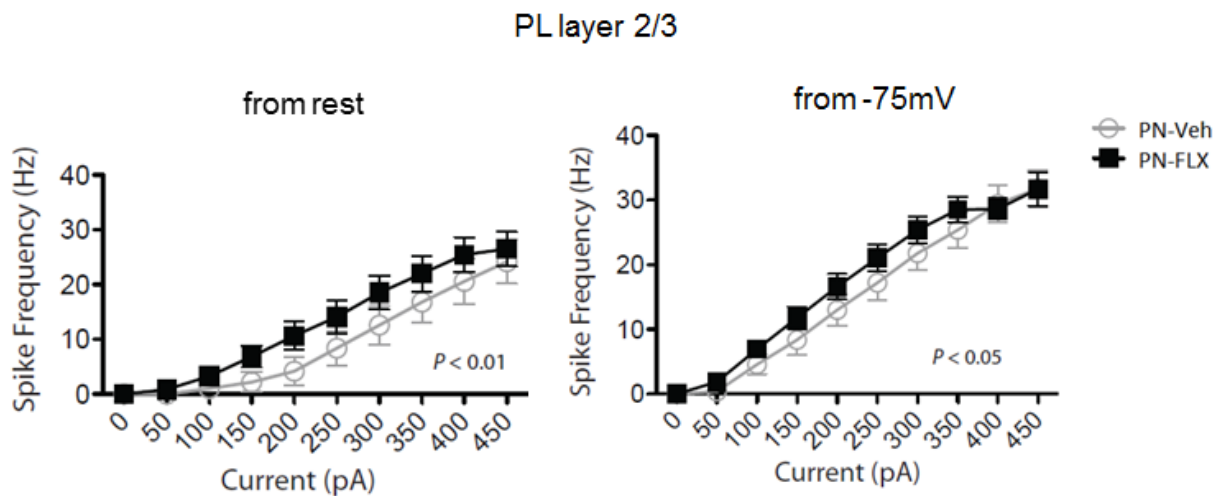 PL layer 2/3
from rest
Spike Frequency (Hz)
40
30
20
10
0
P < 0.01
0 50 100 150 200 250 300 350 400 450
Current (pA)
from -75mV
Spike Frequency (Hz)
40
30
20
10
0
P < 0.05
0 50 100 150 200 250 300 350 400 450
Current (pA)
PN-Veh
PN-FLX